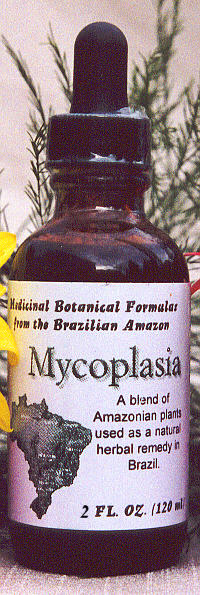 Medicinal Botanical Formulas
from the Brazilian Amazon
Mycoplasia
A blend of
Amazonian plants
used as a natural
herbal remedy in
Brazil.
2 FL. OZ. (120 ml)